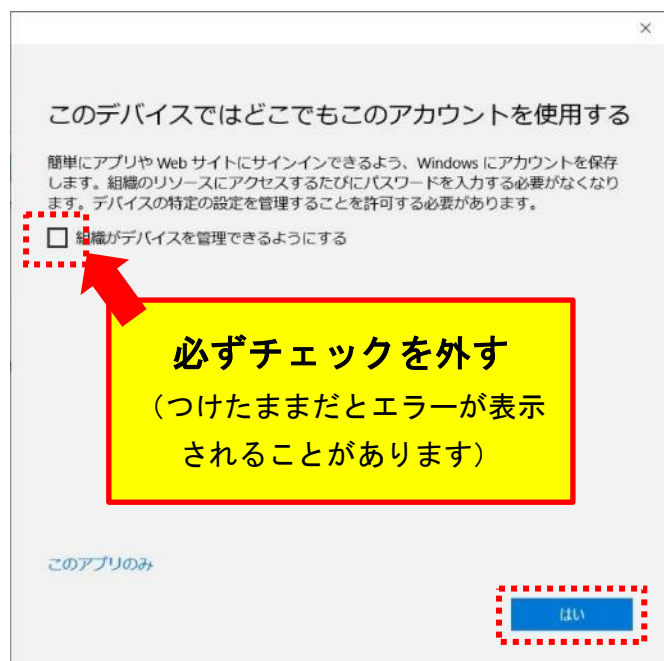 ×
このデバイスではどこでもこのアカウントを使用する
簡単にアプリや Web サイトにサインインできるよう、Windows にアカウントを保存
します。組織のリソースにアクセスするたびにパスワードを入力する必要がなくなり
ます。デバイスの特定の設定を管理することを許可する必要があります。
組織がデバイスを管理できるようにする
必ずチェックを外す
（つけたままだとエラーが表示
されることがあります）
このアプリのみ
はい